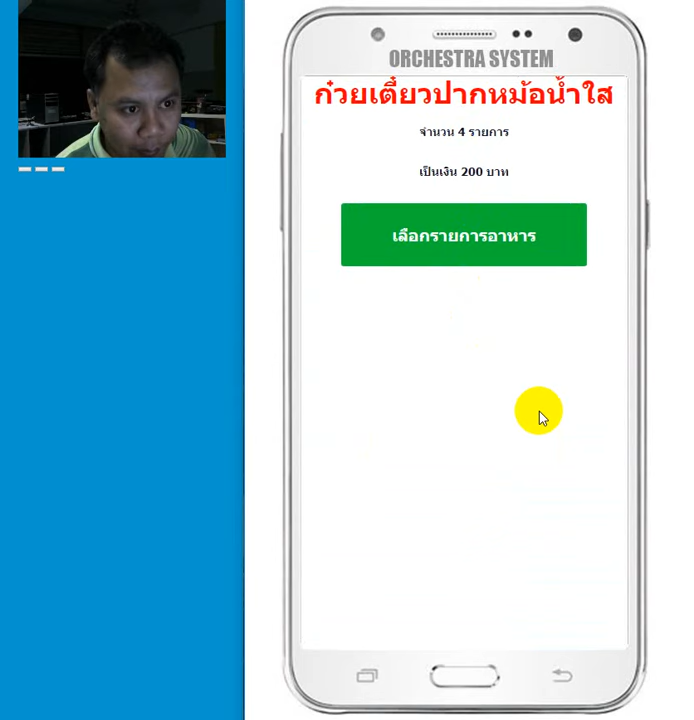 ORCHESTRA SYSTEM
ก๋วยเตี๋ยวปากหม้อน้ำใส
จำนวน 4 รายการ
เป็นเงิน 200 บาท
เลือกรายการอาหาร